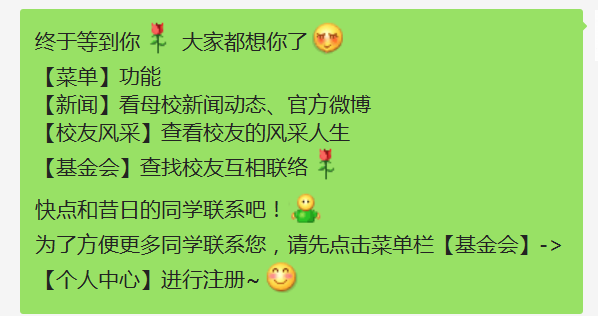 终于等到你 大家都想你了
【菜单】功能
【新闻】看母校新闻动态、官方微博
【校友风采】查看校友的风采人生
【基金会】查找校友互相联络
快点和昔日的同学联系吧！
为了方便更多同学联系您，请先点击菜单栏【基金会】->
【个人中心】进行注册~